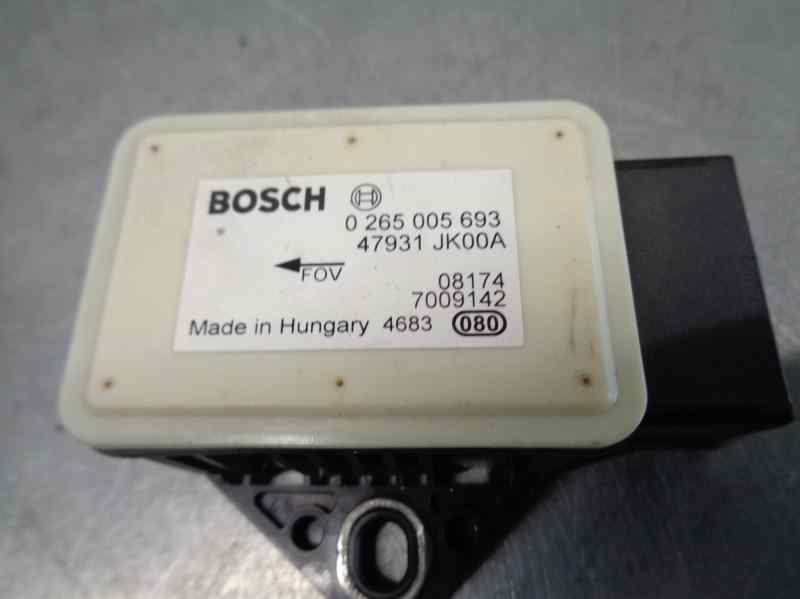 BOSCH
0 265 005 693
47931 JK00A
FOV
08174
7009142
Made in Hungary 4683 080